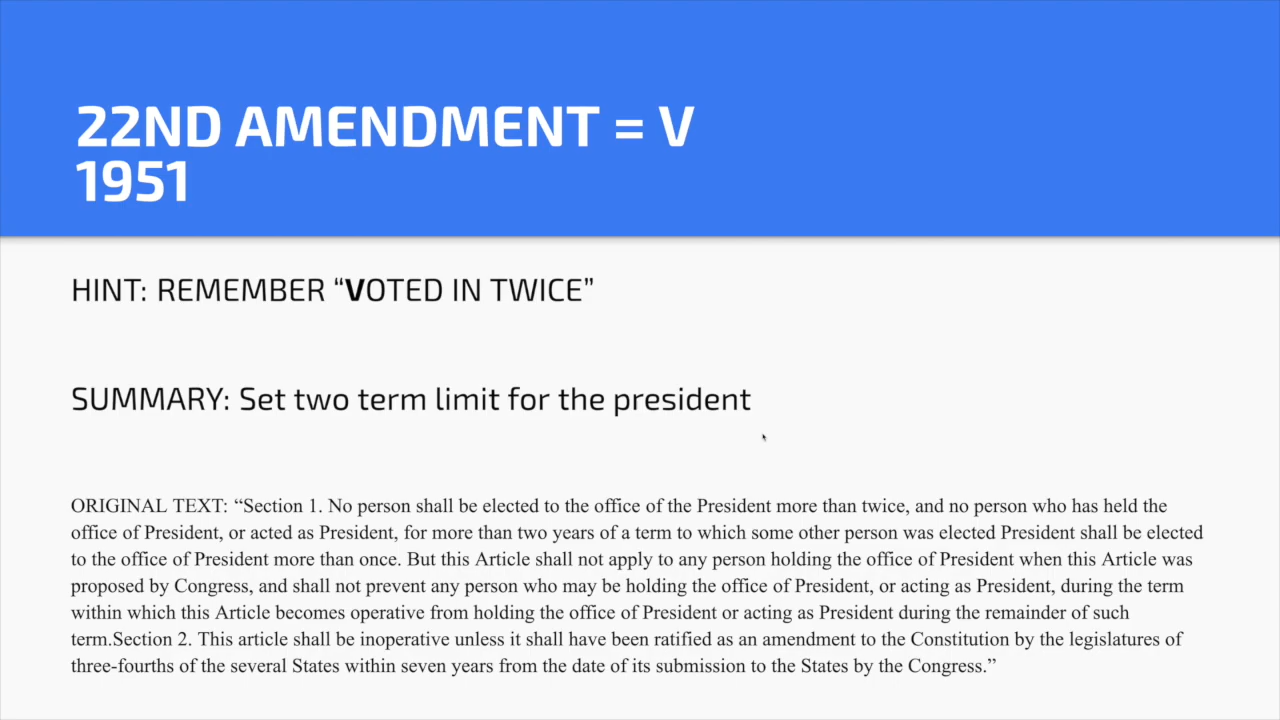 22ND AMENDMENT = V
1951
HINT: REMEMBER “VOTED IN TWICE”
SUMMARY: Set two term limit for the president
ORIGINAL TEXT: “Section 1. No person shall be elected to the office of the President more than twice, and no person who has held the
office of President, or acted as President, for more than two years of a term to which some other person was elected President shall be elected
to the office of President more than once. But this Article shall not apply to any person holding the office of President when this Article was
proposed by Congress, and shall not prevent any person who may be holding the office of President, or acting as President, during the term
within which this Article becomes operative from holding the office of President or acting as President during the remainder of such
term.Section 2. This article shall be inoperative unless it shall have been ratified as an amendment to the Constitution by the legislatures of
three-fourths of the several States within seven years from the date of its submission to the States by the Congress.”